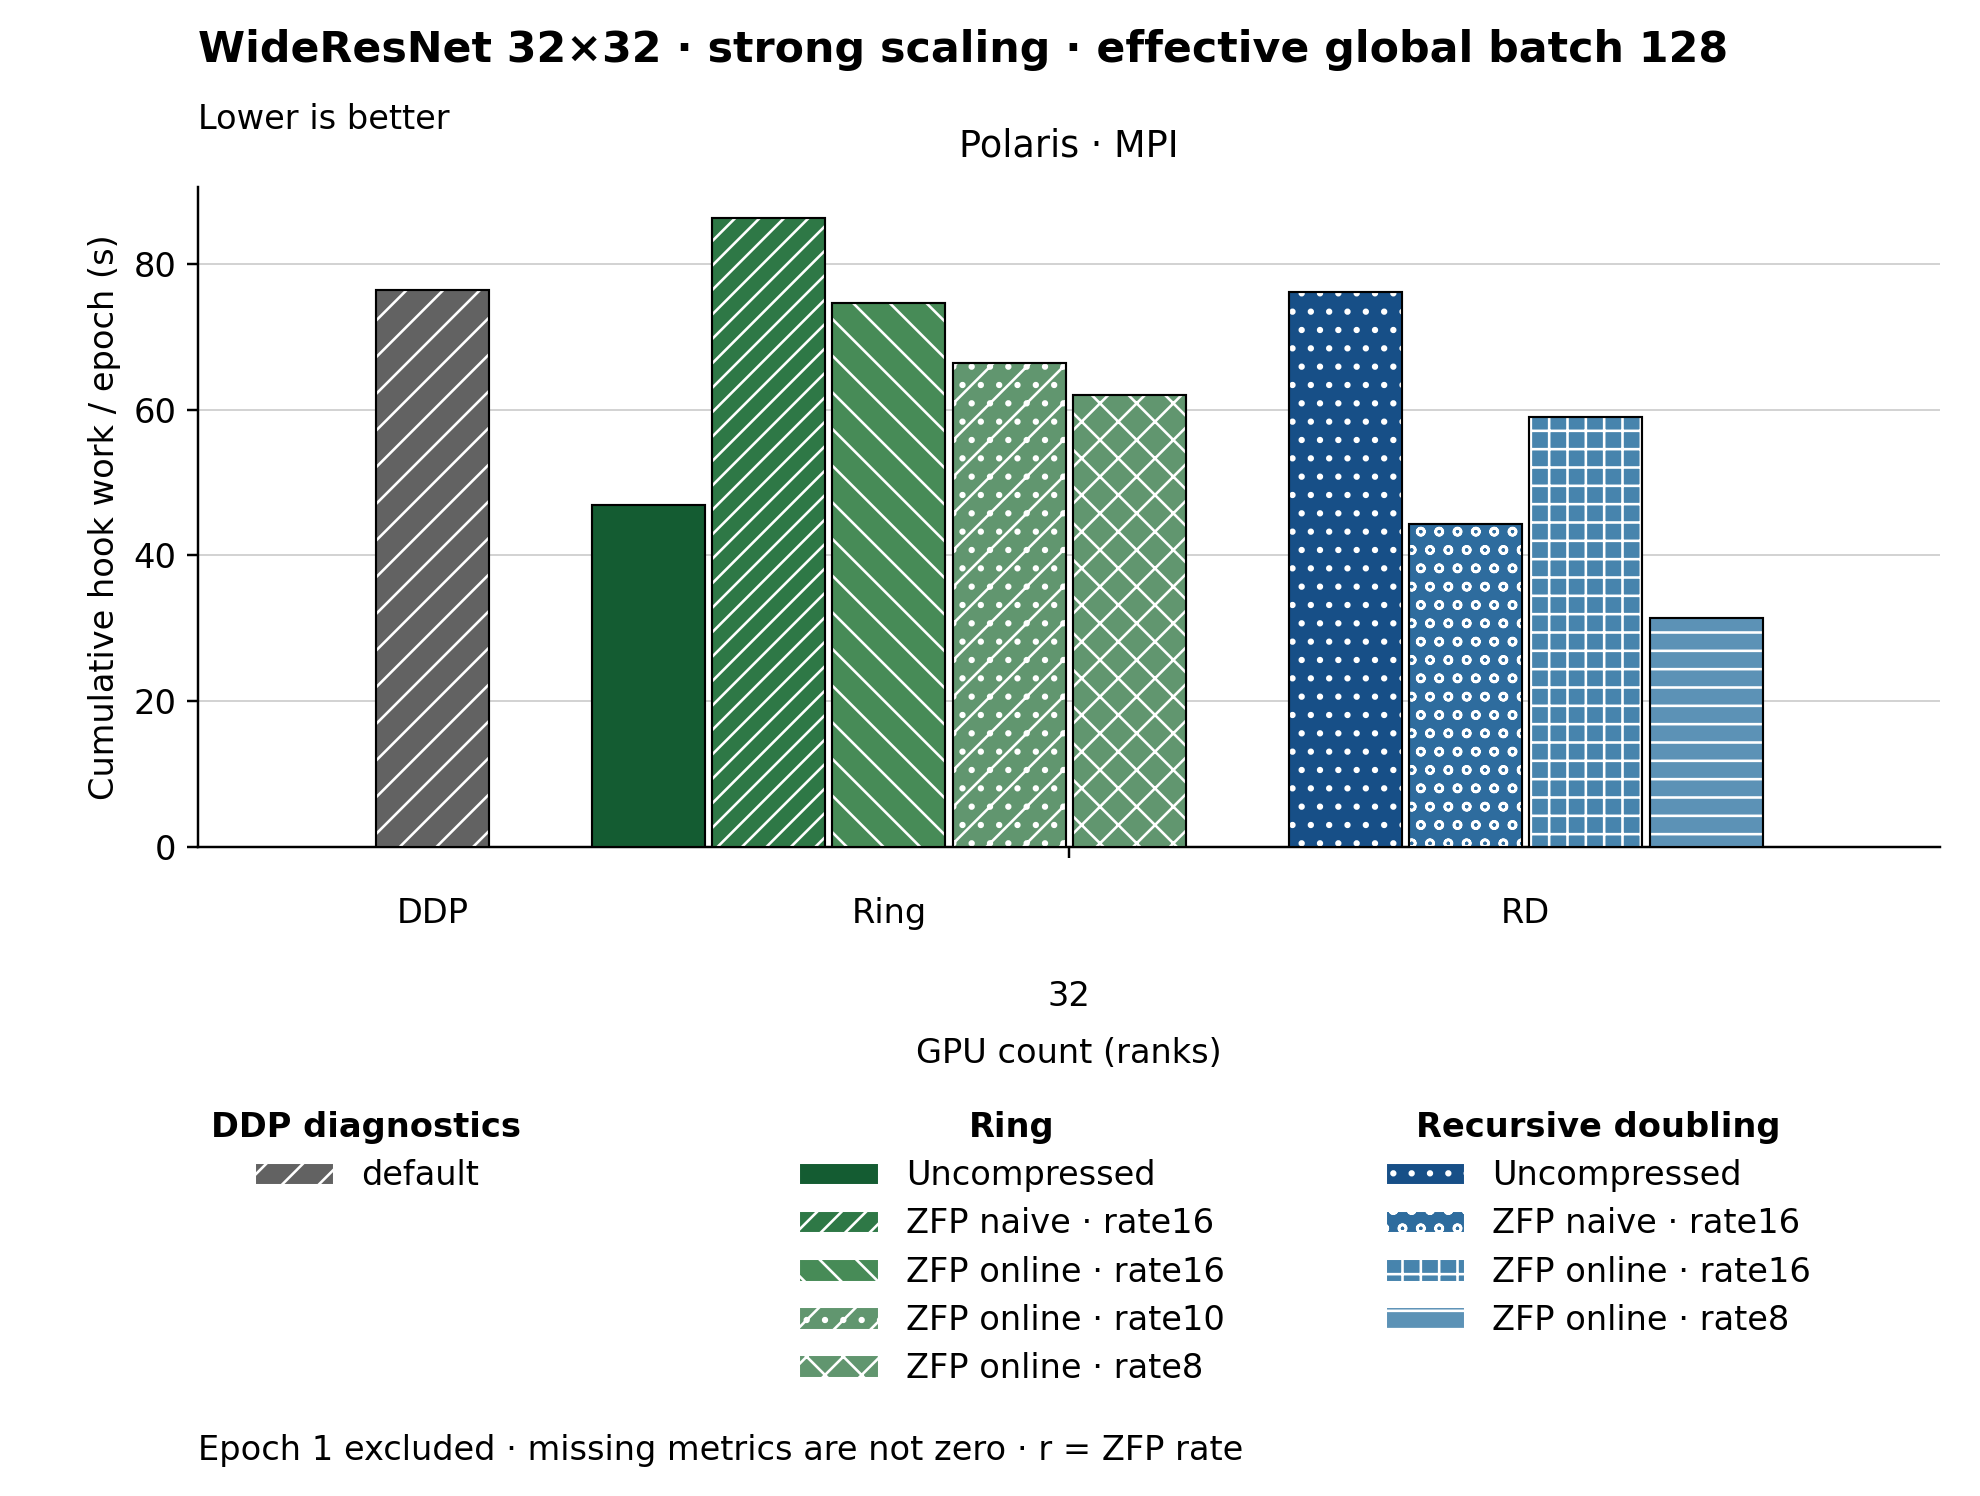 WideResNet 32×32 · strong scaling · effective global batch 128
Lower is better
Polaris · MPI
Cumulative hook work / epoch (s)
80
60
40
20
0
DDP
Ring
RD
32
GPU count (ranks)
DDP diagnostics
default
Ring
Uncompressed
ZFP naive · rate16
ZFP online · rate16
ZFP online · rate10
ZFP online · rate8
Recursive doubling
Uncompressed
ZFP naive · rate16
ZFP online · rate16
ZFP online · rate8
Epoch 1 excluded · missing metrics are not zero · r = ZFP rate